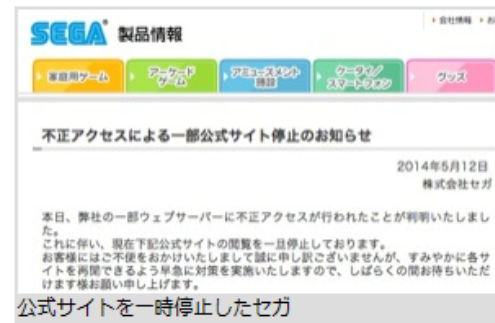 SEGA 製品情報
会社情報
家庭用ゲーム
アーケード
ゲーム
アミューズメント
施設
ケータイ/
スマートフォン
グッズ
不正アクセスによる一部公式サイト停止のお知らせ
2014年5月12日
株式会社セガ
本日、弊社の一部ウェブサーバーに不正アクセスが行われたことが判明いたしまし
た。
これに伴い、現在下記公式サイトの閲覧を一旦停止しております。
お客様にはご不便をおかけいたしまして誠に申し訳ございませんが、すみやかに各サ
イトを再開できるよう早急に対策を実施いたしますので、しばらくの間お待ちいただ
けます様お願い申し上げます。
公式サイトを一時停止したセガ